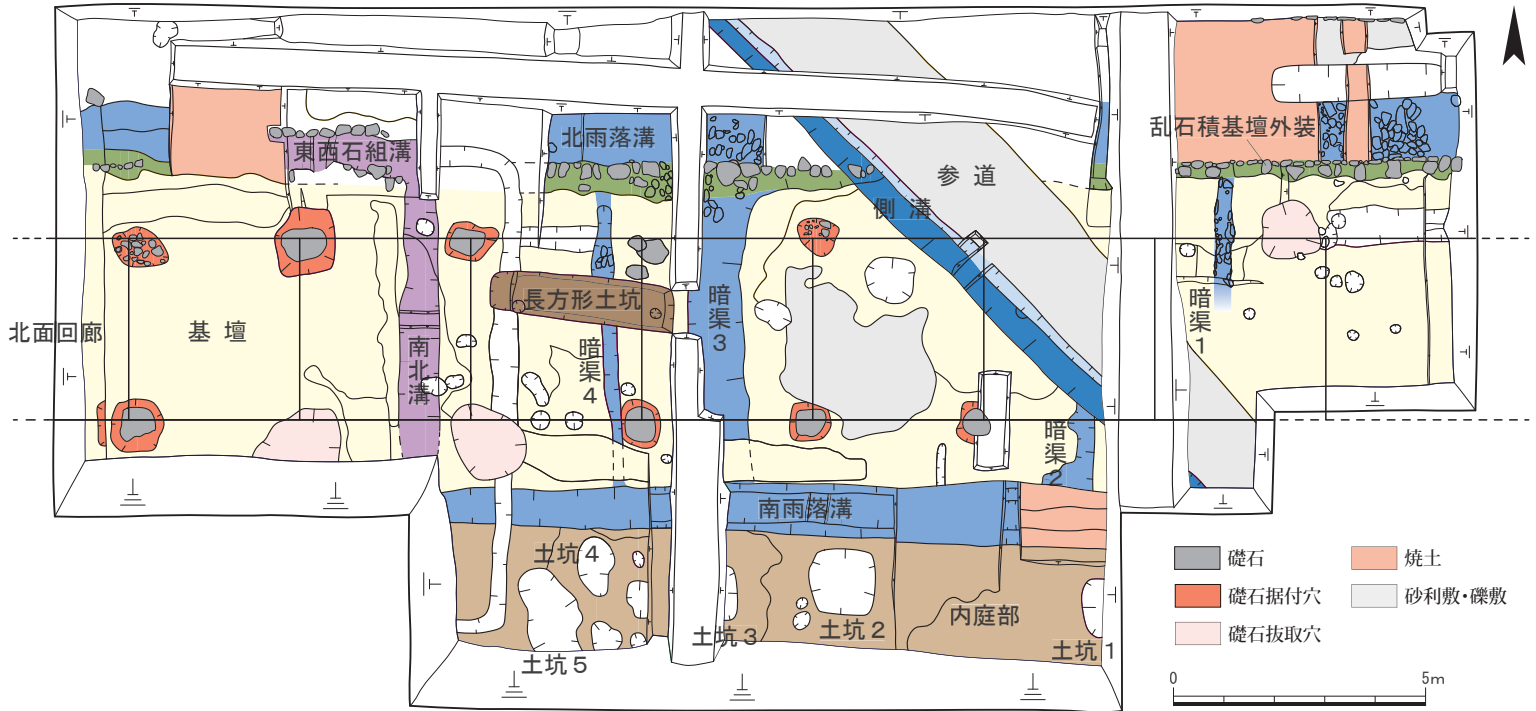 乱石積基壇外装
北雨落溝
東西石組溝
参道
側溝
長方形土坑
暗渠3
暗渠1
北面回廊
基壇
南北溝
暗渠4
暗渠2
南雨落溝
土坑4
内庭部
土坑3
土坑2
土坑1
土坑5
礎石
焼土
礎石据付穴
砂利敷・礫敷
礎石抜取穴
0 5m